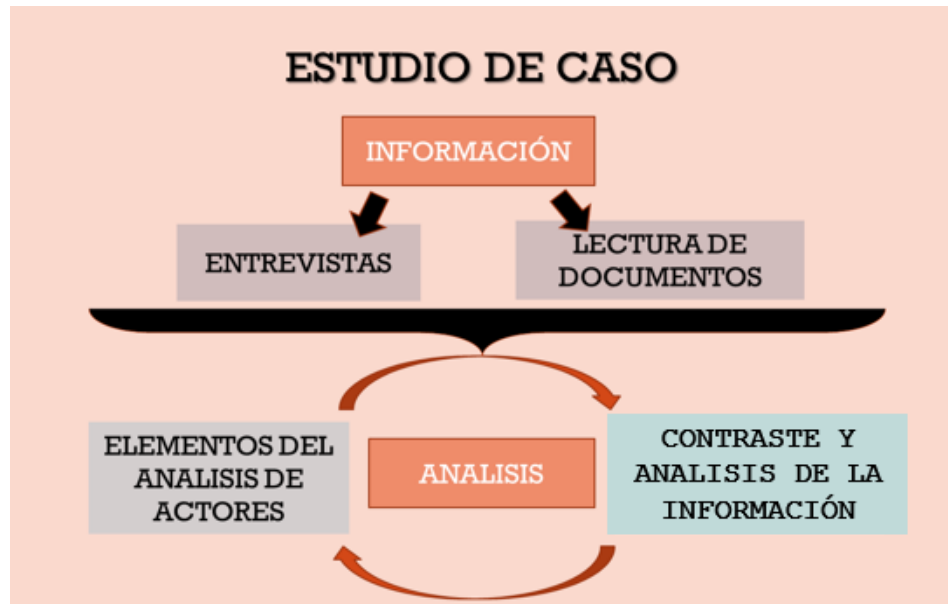 ESTUDIO DE CASO
INFORMACIÓN
ENTREVISTAS
LECTURA DE
DOCUMENTOS
ELEMENTOS DEL
ANALISIS DE
ACTORES
ANALISIS
CONTRASTE Y
ANALISIS DE LA
INFORMACIÓN